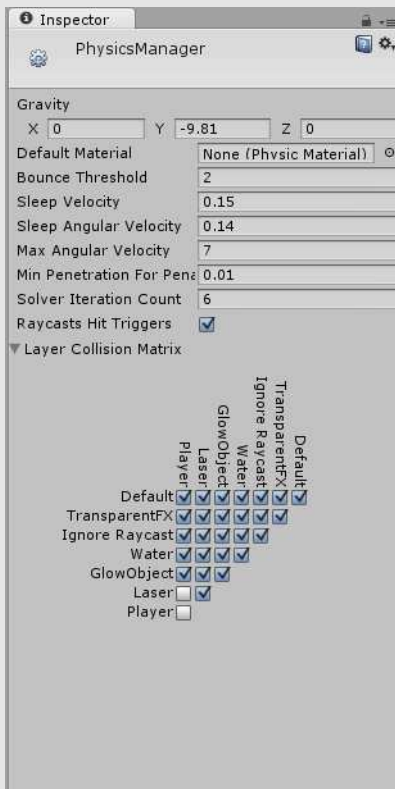 Inspector
PhysicsManager
Gravity
X 0 Y -9.81 Z 0
Default Material None (Physic Material)
Bounce Threshold 2
Sleep Velocity 0.15
Sleep Angular Velocity 0.14
Max Angular Velocity 7
Min Penetration For Pena 0.01
Solver Iteration Count 6
Raycasts Hit Triggers
Layer Collision Matrix
Player
Laser
GlowObject
Water
Ignore Raycast
TransparentFX
Default
Default
TransparentFX
Ignore Raycast
Water
GlowObject
Laser
Player